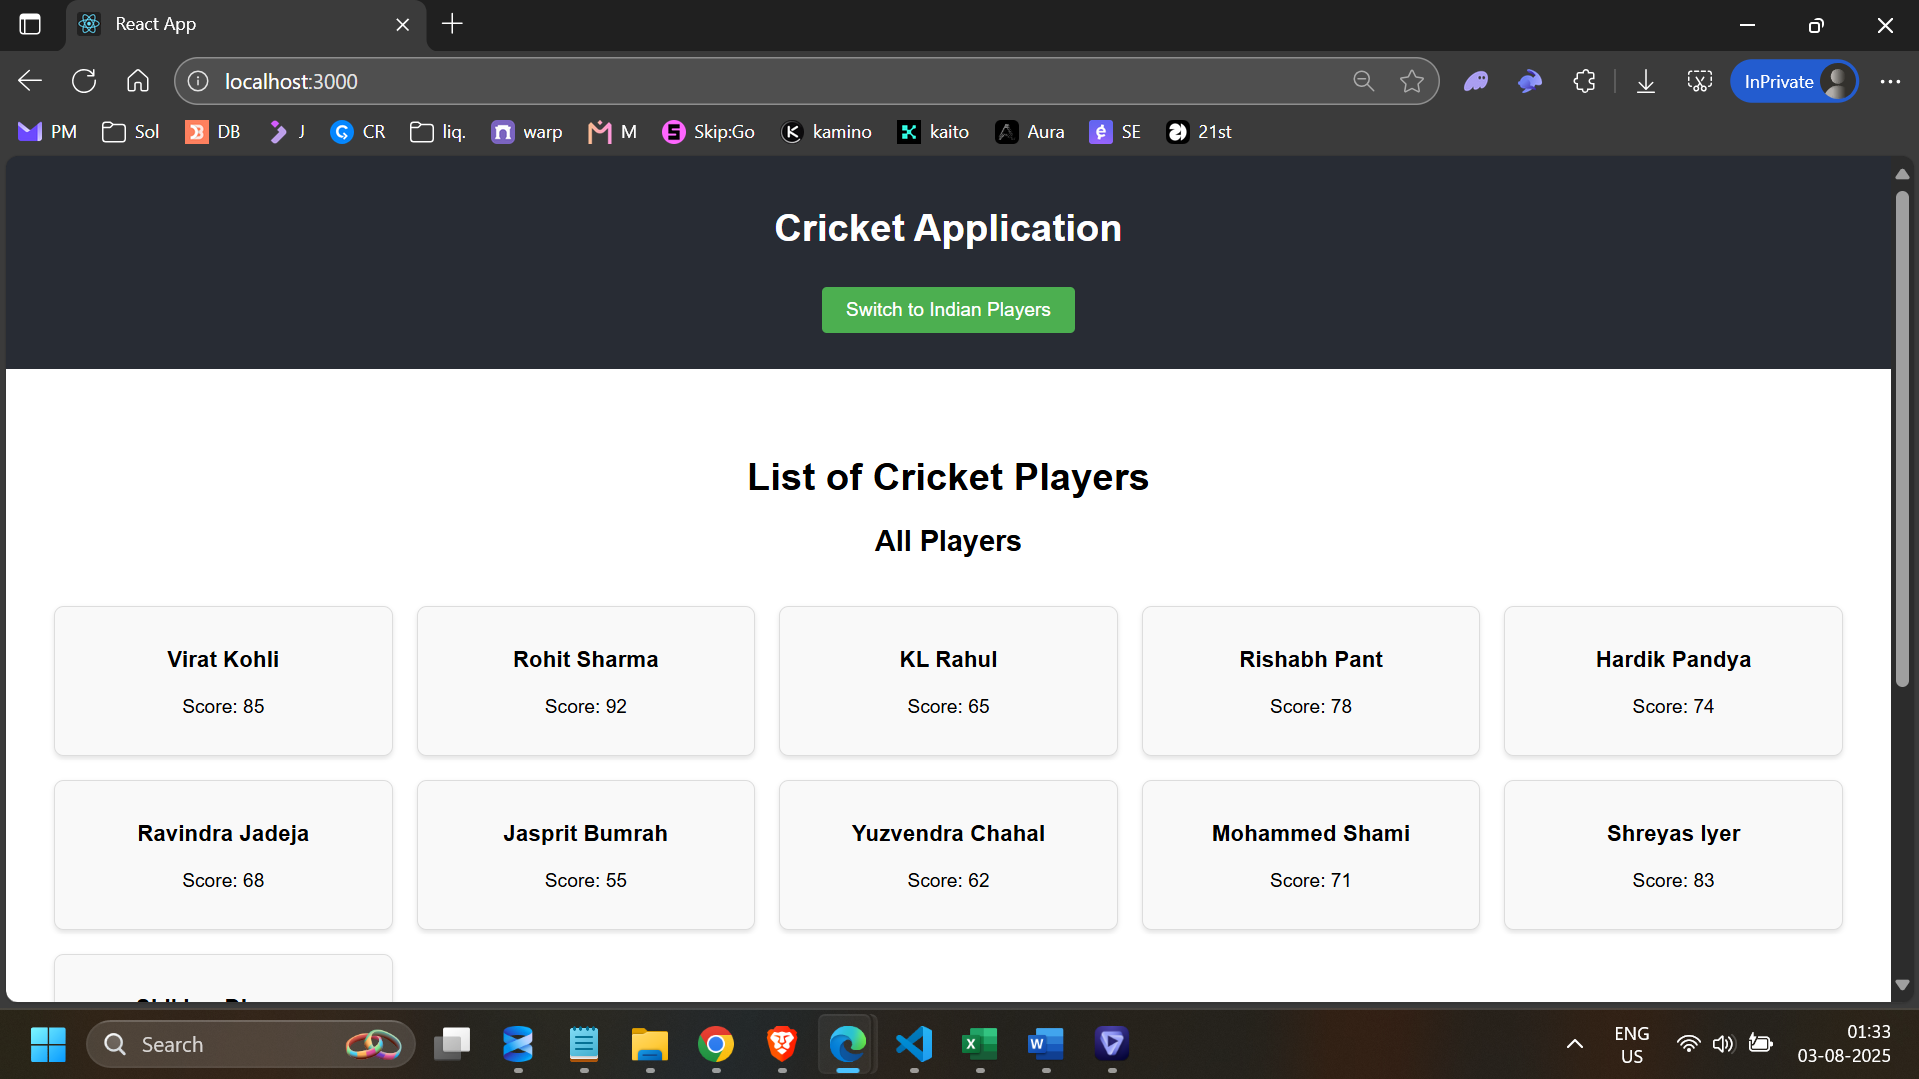 React App
localhost:3000
InPrivate
PM
Sol
DB
J
CR
liq.
warp
M
Skip:Go
kamino
kaito
Aura
SE
21st
Cricket Application
Switch to Indian Players
List of Cricket Players
All Players
Virat Kohli
Score: 85
Rohit Sharma
Score: 92
KL Rahul
Score: 65
Rishabh Pant
Score: 78
Hardik Pandya
Score: 74
Ravindra Jadeja
Score: 68
Jasprit Bumrah
Score: 55
Yuzvendra Chahal
Score: 62
Mohammed Shami
Score: 71
Shreyas Iyer
Score: 83
Search
ENG
US
01:33
03-08-2025